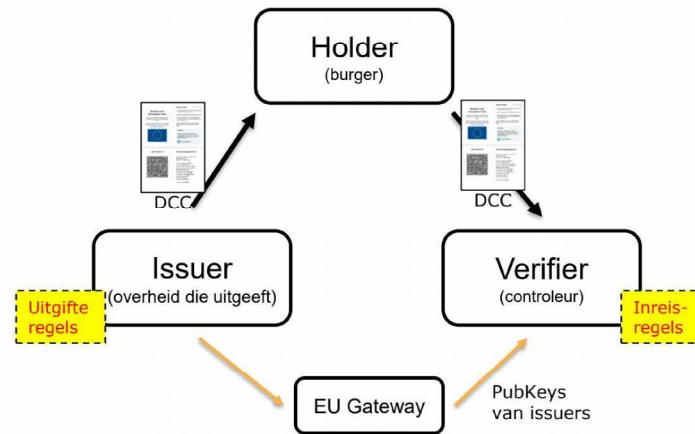 Holder
(burger)
DCC
DCC
Issuer
(overheid die uitgeeft)
Verifier
(controleur)
Uitgifte
regels
Inreis-
regels
EU Gateway
PubKeys
van issuers